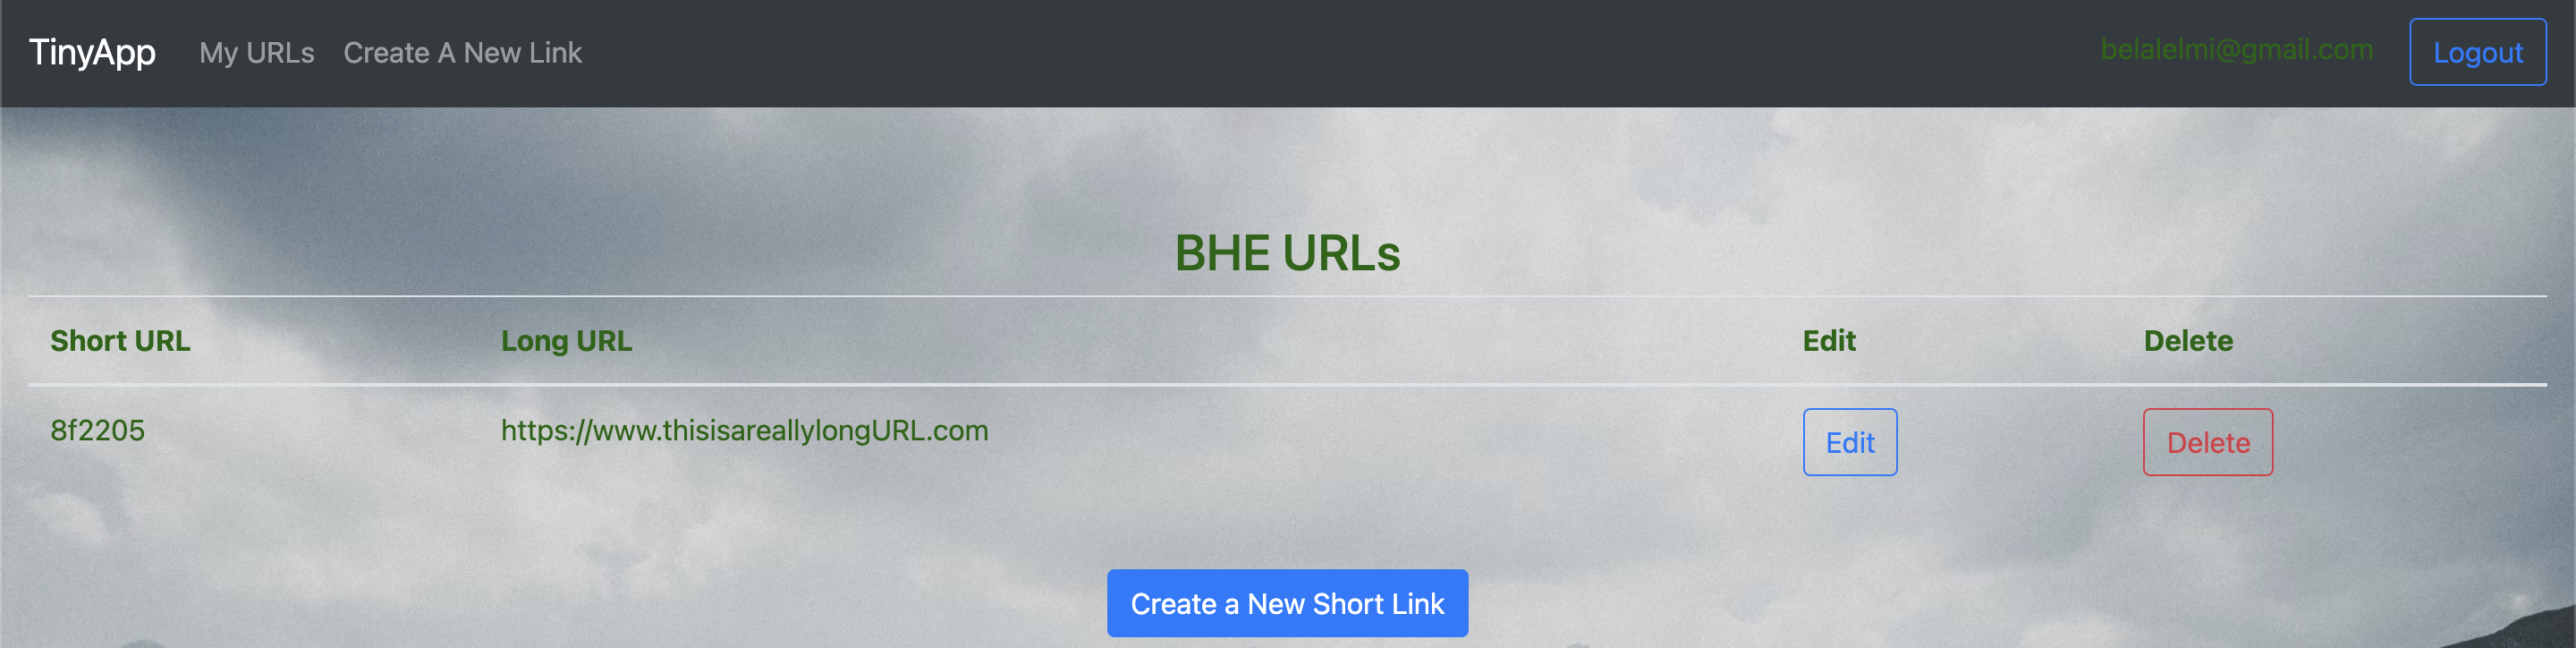 TinyApp My URLs Create A New Link belalelmi@gmail.com Logout
BHE URLs
Short URL Long URL Edit Delete
8f2205 https://www.thisisareallylongURL.com Edit Delete
Create a New Short Link